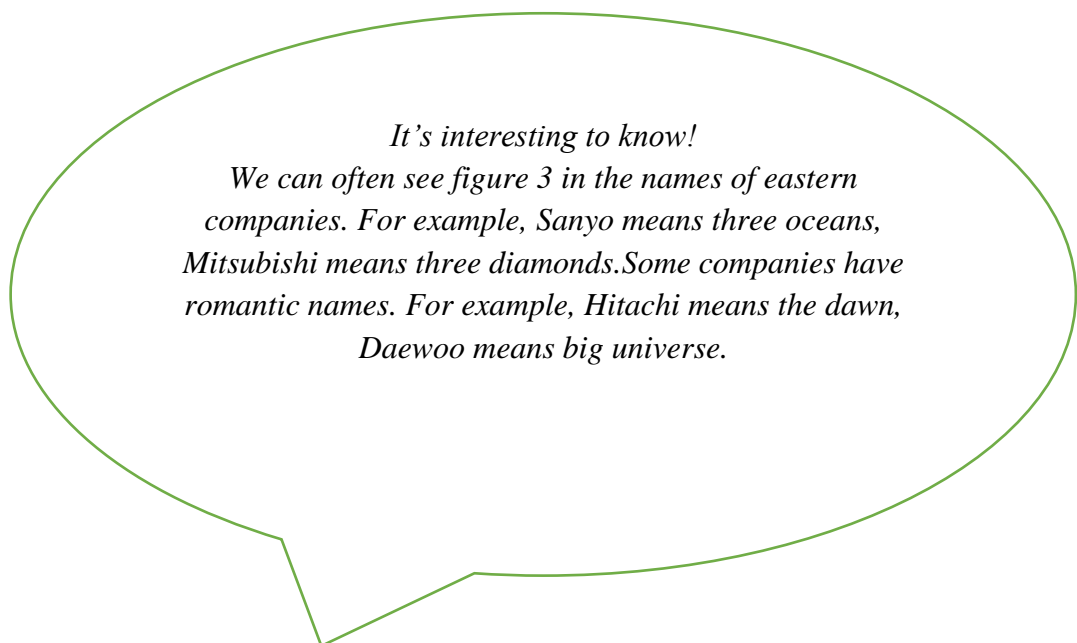 It’s interesting to know!
We can often see figure 3 in the names of eastern
companies. For example, Sanyo means three oceans,
Mitsubishi means three diamonds.Some companies have
romantic names. For example, Hitachi means the dawn,
Daewoo means big universe.